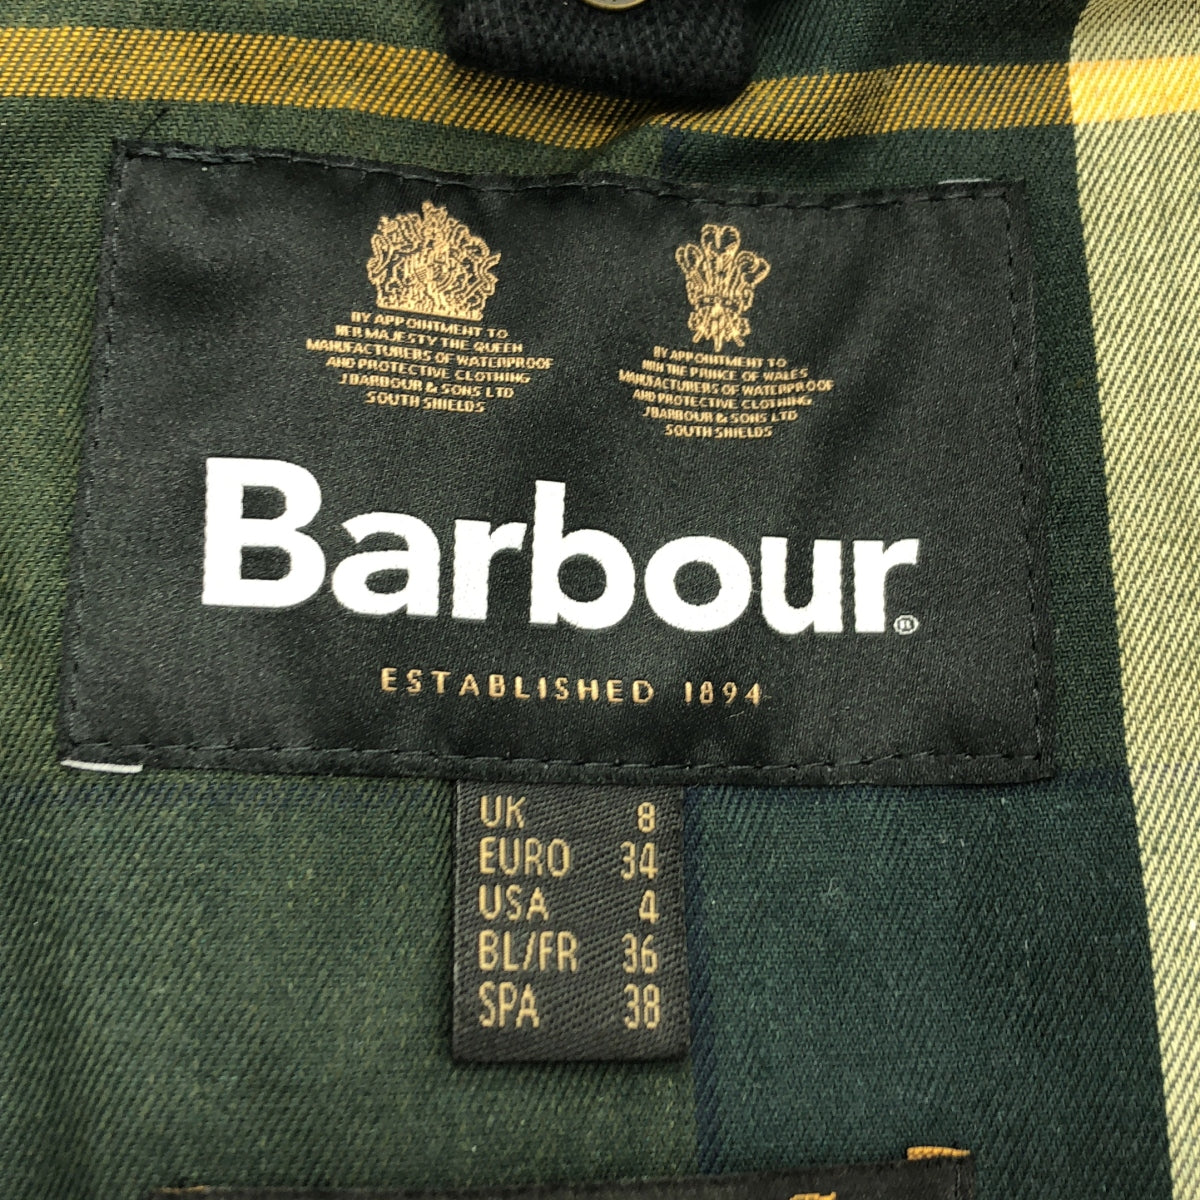 BY APPOINTMENT TO
HER MAJESTY THE QUEEN
MANUFACTURERS OF WATERPROOF
AND PROTECTIVE CLOTHING
J BARBOUR & SONS LTD
SOUTH SHIELDS
BY APPOINTMENT TO
HRH THE PRINCE OF WALES
MANUFACTURERS OF WATERPROOF
AND PROTECTIVE CLOTHING
J BARBOUR & SONS LTD
SOUTH SHIELDS
Barbour®
ESTABLISHED 1894
UK 8
EURO 34
USA 4
BL/FR 36
SPA 38